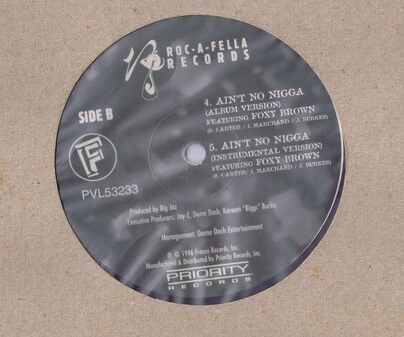 ROC-A-FELLA
RECORDS
SIDE B
4. AIN'T NO NIGGA
(ALBUM VERSION)
FEATURING FOXY BROWN
(S. CARTER / I. MARCHAND / J. BURKES)
5. AIN'T NO NIGGA
(INSTRUMENTAL VERSION)
FEATURING FOXY BROWN
(S. CARTER / I. MARCHAND / J. BURKES)
PVL53233
Produced by Big Jaz
Executive Producers: Jay-Z, Dame Dash, Kareem "Biggs" Burke
Management: Dame Dash Entertainment
℗ © 1996 Freeze Records, Inc.
Manufactured & Distributed by Priority Records, Inc.
PRIORITY
RECORDS